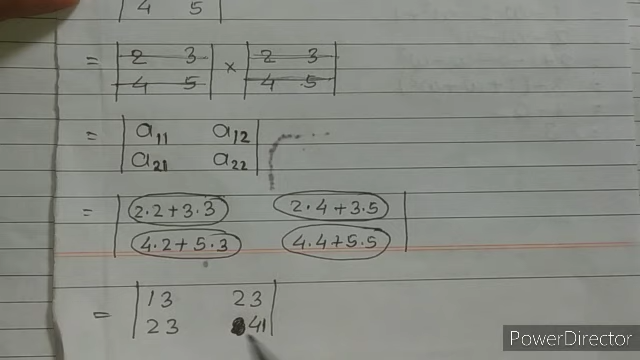 |4 5|
= |2 3| × |2 3|
|4 5| |4 5|
= |a₁₁ a₁₂|
|a₂₁ a₂₂|
= |2·2+3·3 2·4+3·5|
|4·2+5·3 4·4+5·5|
= |13 23|
|23 41|
PowerDirector